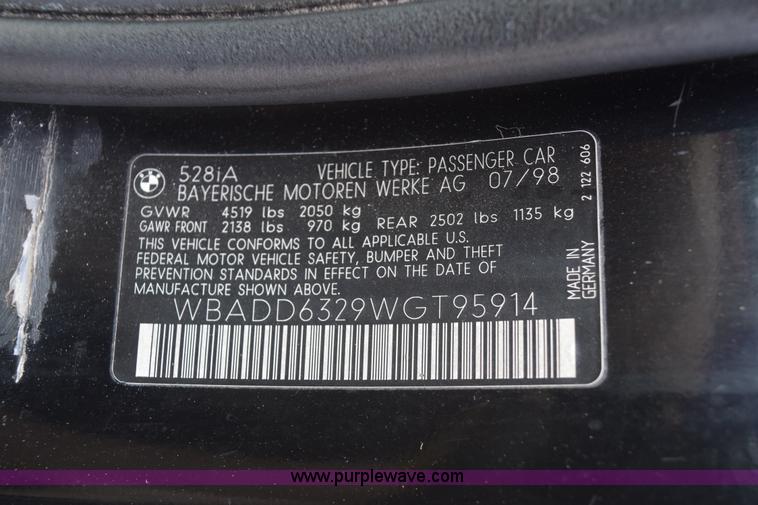 528iA VEHICLE TYPE: PASSENGER CAR
BAYERISCHE MOTOREN WERKE AG 07/98
GVWR 4519 lbs 2050 kg
GAWR FRONT 2138 lbs 970 kg REAR 2502 lbs 1135 kg
THIS VEHICLE CONFORMS TO ALL APPLICABLE U.S.
FEDERAL MOTOR VEHICLE SAFETY, BUMPER AND THEFT
PREVENTION STANDARDS IN EFFECT ON THE DATE OF
MANUFACTURE SHOWN ABOVE.
WBADD6329WGT95914
MADE IN
GERMANY
2 122 606
www.purplewave.com